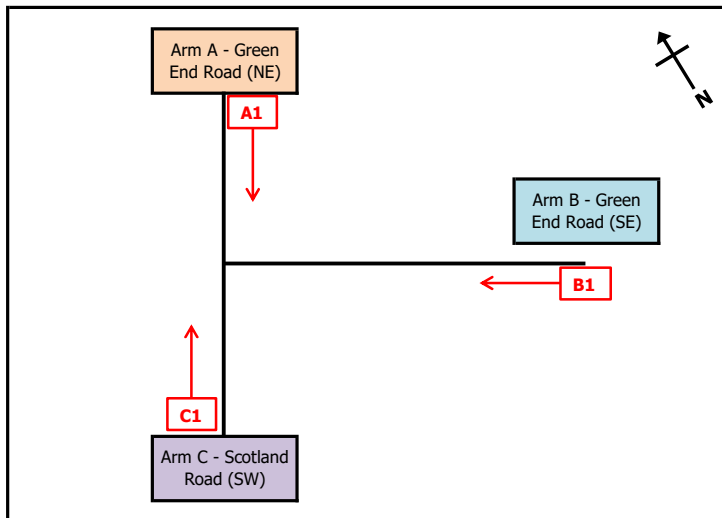 Arm A - Green
End Road (NE)
A1
N
Arm B - Green
End Road (SE)
B1
C1
Arm C - Scotland
Road (SW)